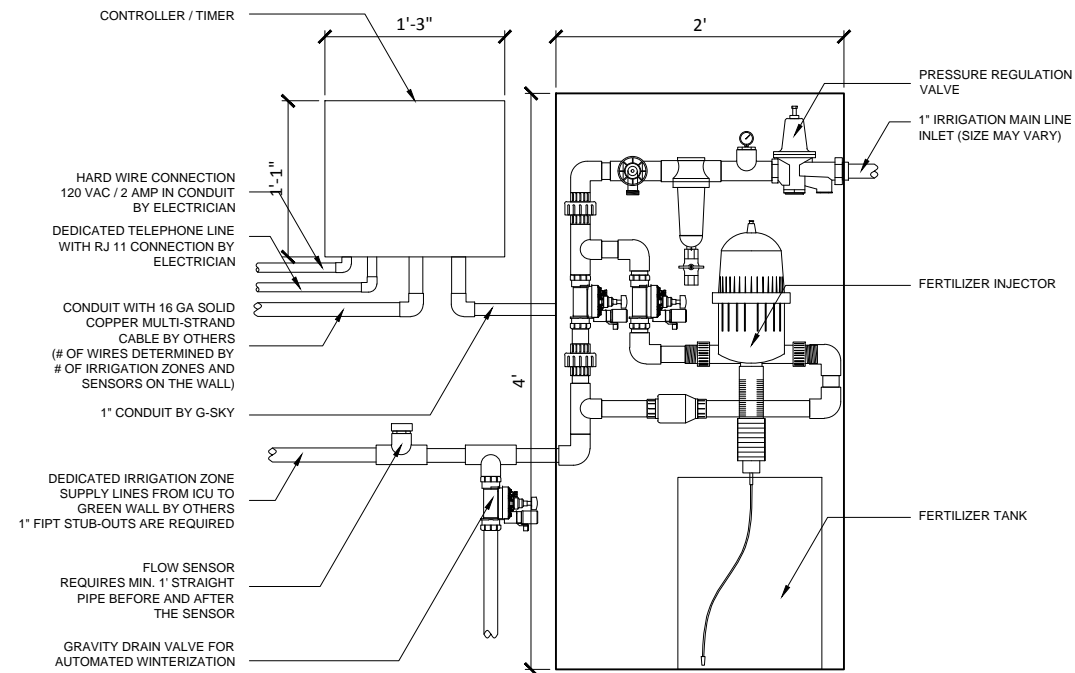 CONTROLLER / TIMER
1'-3"
2'
PRESSURE REGULATION
VALVE
1" IRRIGATION MAIN LINE
INLET (SIZE MAY VARY)
1'-1"
HARD WIRE CONNECTION
120 VAC / 2 AMP IN CONDUIT
BY ELECTRICIAN
DEDICATED TELEPHONE LINE
WITH RJ 11 CONNECTION BY
ELECTRICIAN
FERTILIZER INJECTOR
CONDUIT WITH 16 GA SOLID
COPPER MULTI-STRAND
CABLE BY OTHERS
(# OF WIRES DETERMINED BY
# OF IRRIGATION ZONES AND
SENSORS ON THE WALL)
4'
1" CONDUIT BY G-SKY
DEDICATED IRRIGATION ZONE
SUPPLY LINES FROM ICU TO
GREEN WALL BY OTHERS
1" FIPT STUB-OUTS ARE REQUIRED
FERTILIZER TANK
FLOW SENSOR
REQUIRES MIN. 1' STRAIGHT
PIPE BEFORE AND AFTER
THE SENSOR
GRAVITY DRAIN VALVE FOR
AUTOMATED WINTERIZATION